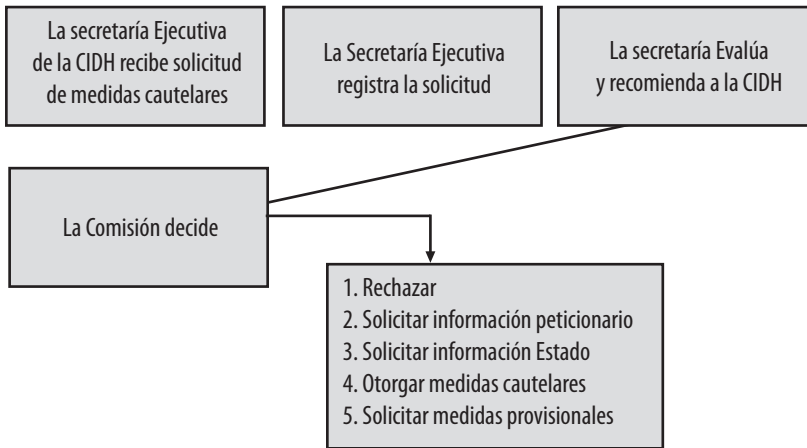 La secretaría Ejecutiva
de la CIDH recibe solicitud
de medidas cautelares
La Secretaría Ejecutiva
registra la solicitud
La secretaría Evalúa
y recomienda a la CIDH
La Comisión decide
1. Rechazar
2. Solicitar información peticionario
3. Solicitar información Estado
4. Otorgar medidas cautelares
5. Solicitar medidas provisionales